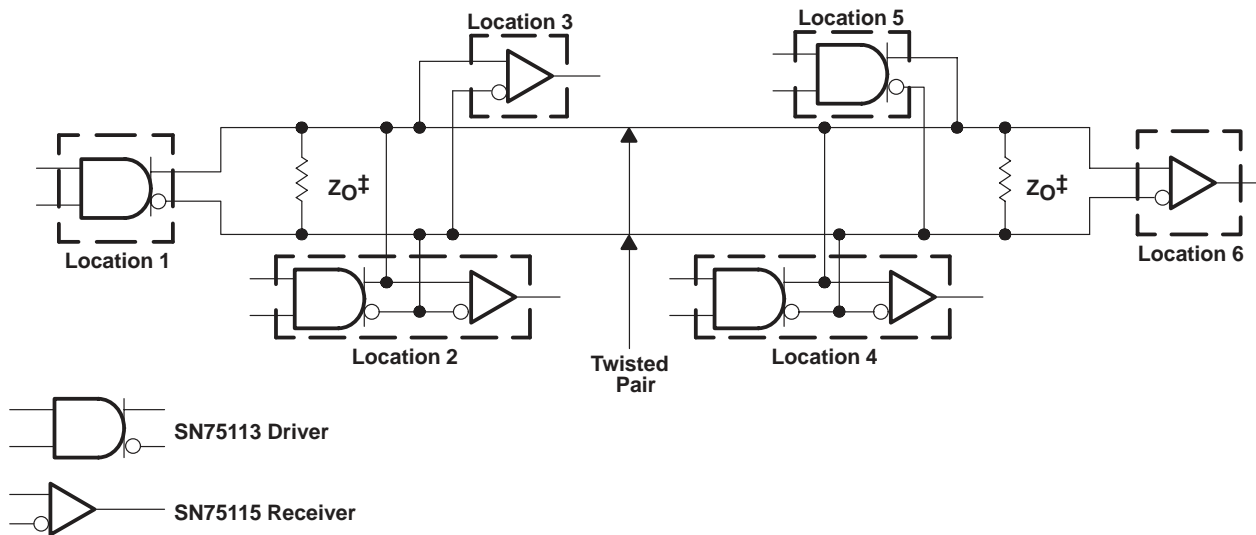 Location 3
Location 5
ZO‡
ZO‡
Location 1
Location 6
Location 2
Location 4
Twisted
Pair
SN75113 Driver
SN75115 Receiver